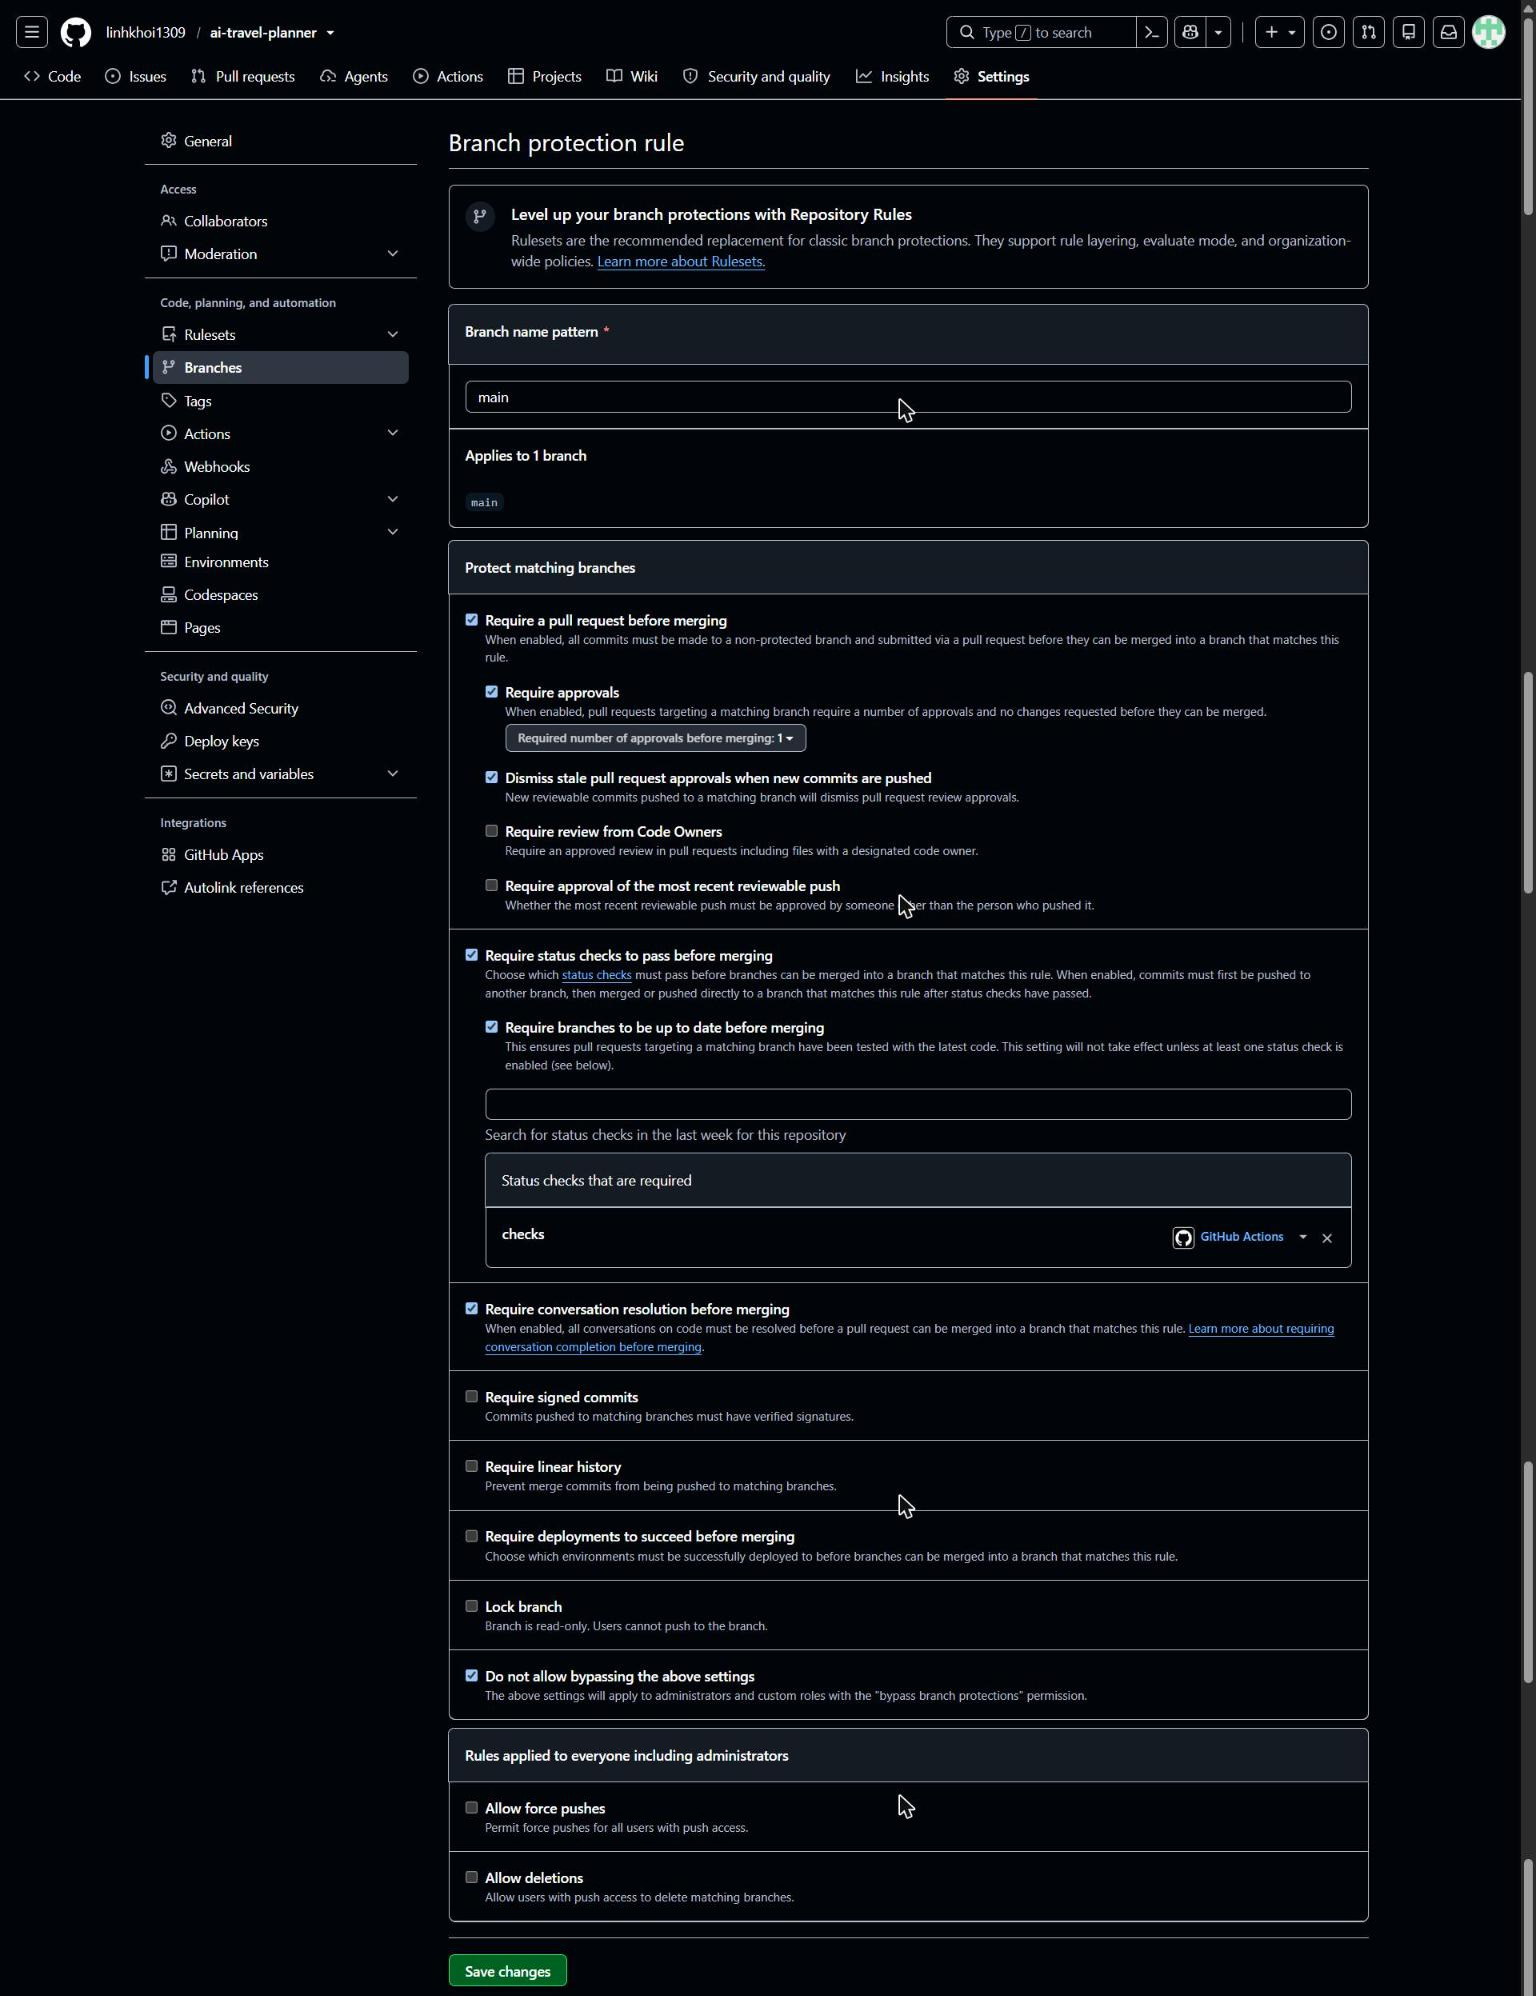 linkhoi1309 / ai-travel-planner
Type / to search
Code
Issues
Pull requests
Agents
Actions
Projects
Wiki
Security and quality
Insights
Settings
General
Access
Collaborators
Moderation
Code, planning, and automation
Rulesets
Branches
Tags
Actions
Webhooks
Copilot
Planning
Environments
Codespaces
Pages
Security and quality
Advanced Security
Deploy keys
Secrets and variables
Integrations
GitHub Apps
Autolink references
Branch protection rule
Level up your branch protections with Repository Rules
Rulesets are the recommended replacement for classic branch protections. They support rule layering, evaluate mode, and organization-
wide policies. Learn more about Rulesets.
Branch name pattern *
main
Applies to 1 branch
main
Protect matching branches
Require a pull request before merging
When enabled, all commits must be made to a non-protected branch and submitted via a pull request before they can be merged into a branch that matches this
rule.
Require approvals
When enabled, pull requests targeting a matching branch require a number of approvals and no changes requested before they can be merged.
Required number of approvals before merging: 1
Dismiss stale pull request approvals when new commits are pushed
New reviewable commits pushed to a matching branch will dismiss pull request review approvals.
Require review from Code Owners
Require an approved review in pull requests including files with a designated code owner.
Require approval of the most recent reviewable push
Whether the most recent reviewable push must be approved by someone than the person who pushed it.
Require status checks to pass before merging
Choose which status checks must pass before branches can be merged into a branch that matches this rule. When enabled, commits must first be pushed to
another branch, then merged or pushed directly to a branch that matches this rule after status checks have passed.
Require branches to be up to date before merging
This ensures pull requests targeting a matching branch have been tested with the latest code. This setting will not take effect unless at least one status check is
enabled (see below).
Search for status checks in the last week for this repository
Status checks that are required
checks
GitHub Actions
Require conversation resolution before merging
When enabled, all conversations on code must be resolved before a pull request can be merged into a branch that matches this rule. Learn more about requiring
conversation completion before merging.
Require signed commits
Commits pushed to matching branches must have verified signatures.
Require linear history
Prevent merge commits from being pushed to matching branches.
Require deployments to succeed before merging
Choose which environments must be successfully deployed to before branches can be merged into a branch that matches this rule.
Lock branch
Branch is read-only. Users cannot push to the branch.
Do not allow bypassing the above settings
The above settings will apply to administrators and custom roles with the "bypass branch protections" permission.
Rules applied to everyone including administrators
Allow force pushes
Permit force pushes for all users with push access.
Allow deletions
Allow users with push access to delete matching branches.
Save changes